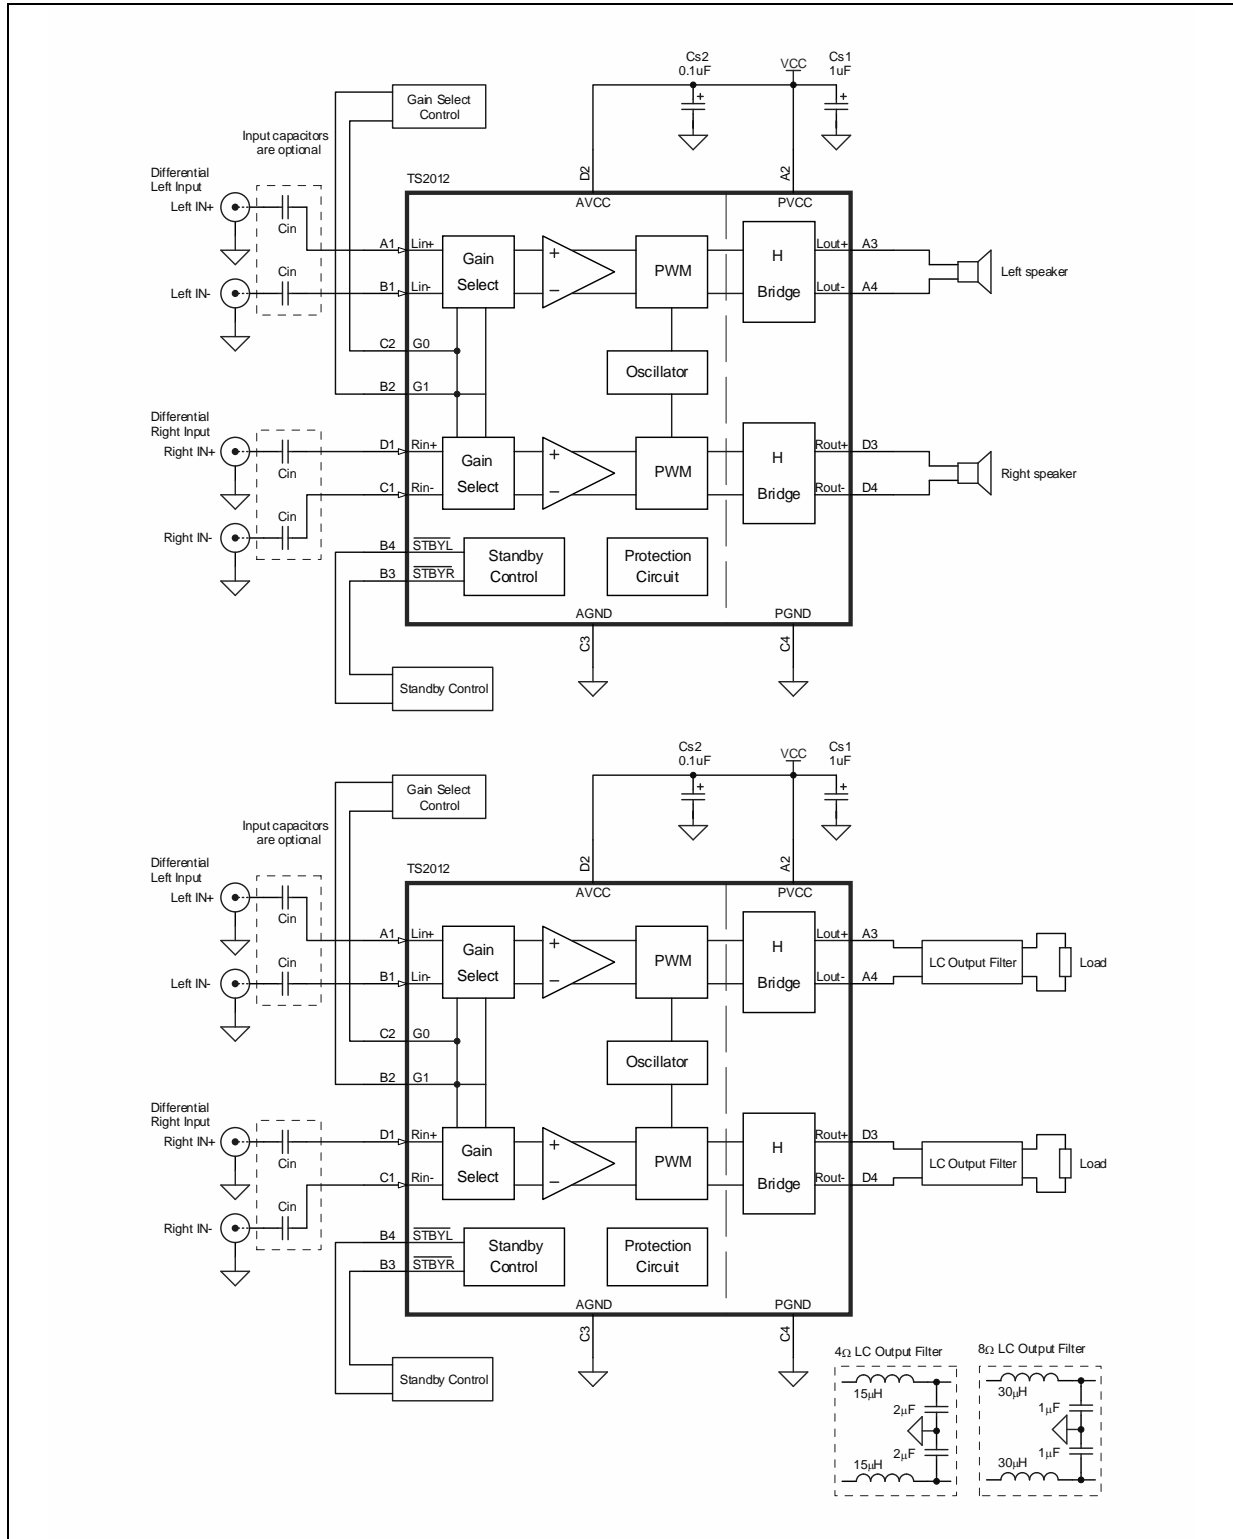 Cs2
0.1uF
VCC
Cs1
1uF
Gain Select
Control
Input capacitors
are optional
Differential
Left Input
Left IN+
Cin
Left IN-
Cin
TS2012
D2
AVCC
A2
PVCC
A1
Lin+
B1
Lin-
Gain
Select
+
−
PWM
H
Bridge
Lout+
A3
Lout-
A4
Left speaker
C2
G0
B2
G1
Oscillator
Differential
Right Input
Right IN+
Cin
Right IN-
Cin
D1
Rin+
C1
Rin-
Gain
Select
+
−
PWM
H
Bridge
Rout+
D3
Rout-
D4
Right speaker
B4
STBYL
B3
STBYR
Standby
Control
Protection
Circuit
AGND
C3
PGND
C4
Standby Control
Cs2
0.1uF
VCC
Cs1
1uF
Gain Select
Control
Input capacitors
are optional
Differential
Left Input
Left IN+
Cin
Left IN-
Cin
TS2012
D2
AVCC
A2
PVCC
A1
Lin+
B1
Lin-
Gain
Select
+
−
PWM
H
Bridge
Lout+
A3
Lout-
A4
LC Output Filter
Load
C2
G0
B2
G1
Oscillator
Differential
Right Input
Right IN+
Cin
Right IN-
Cin
D1
Rin+
C1
Rin-
Gain
Select
+
−
PWM
H
Bridge
Rout+
D3
Rout-
D4
LC Output Filter
Load
B4
STBYL
B3
STBYR
Standby
Control
Protection
Circuit
AGND
C3
PGND
C4
Standby Control
4Ω LC Output Filter
15µH
2µF
2µF
15µH
8Ω LC Output Filter
30µH
1µF
1µF
30µH